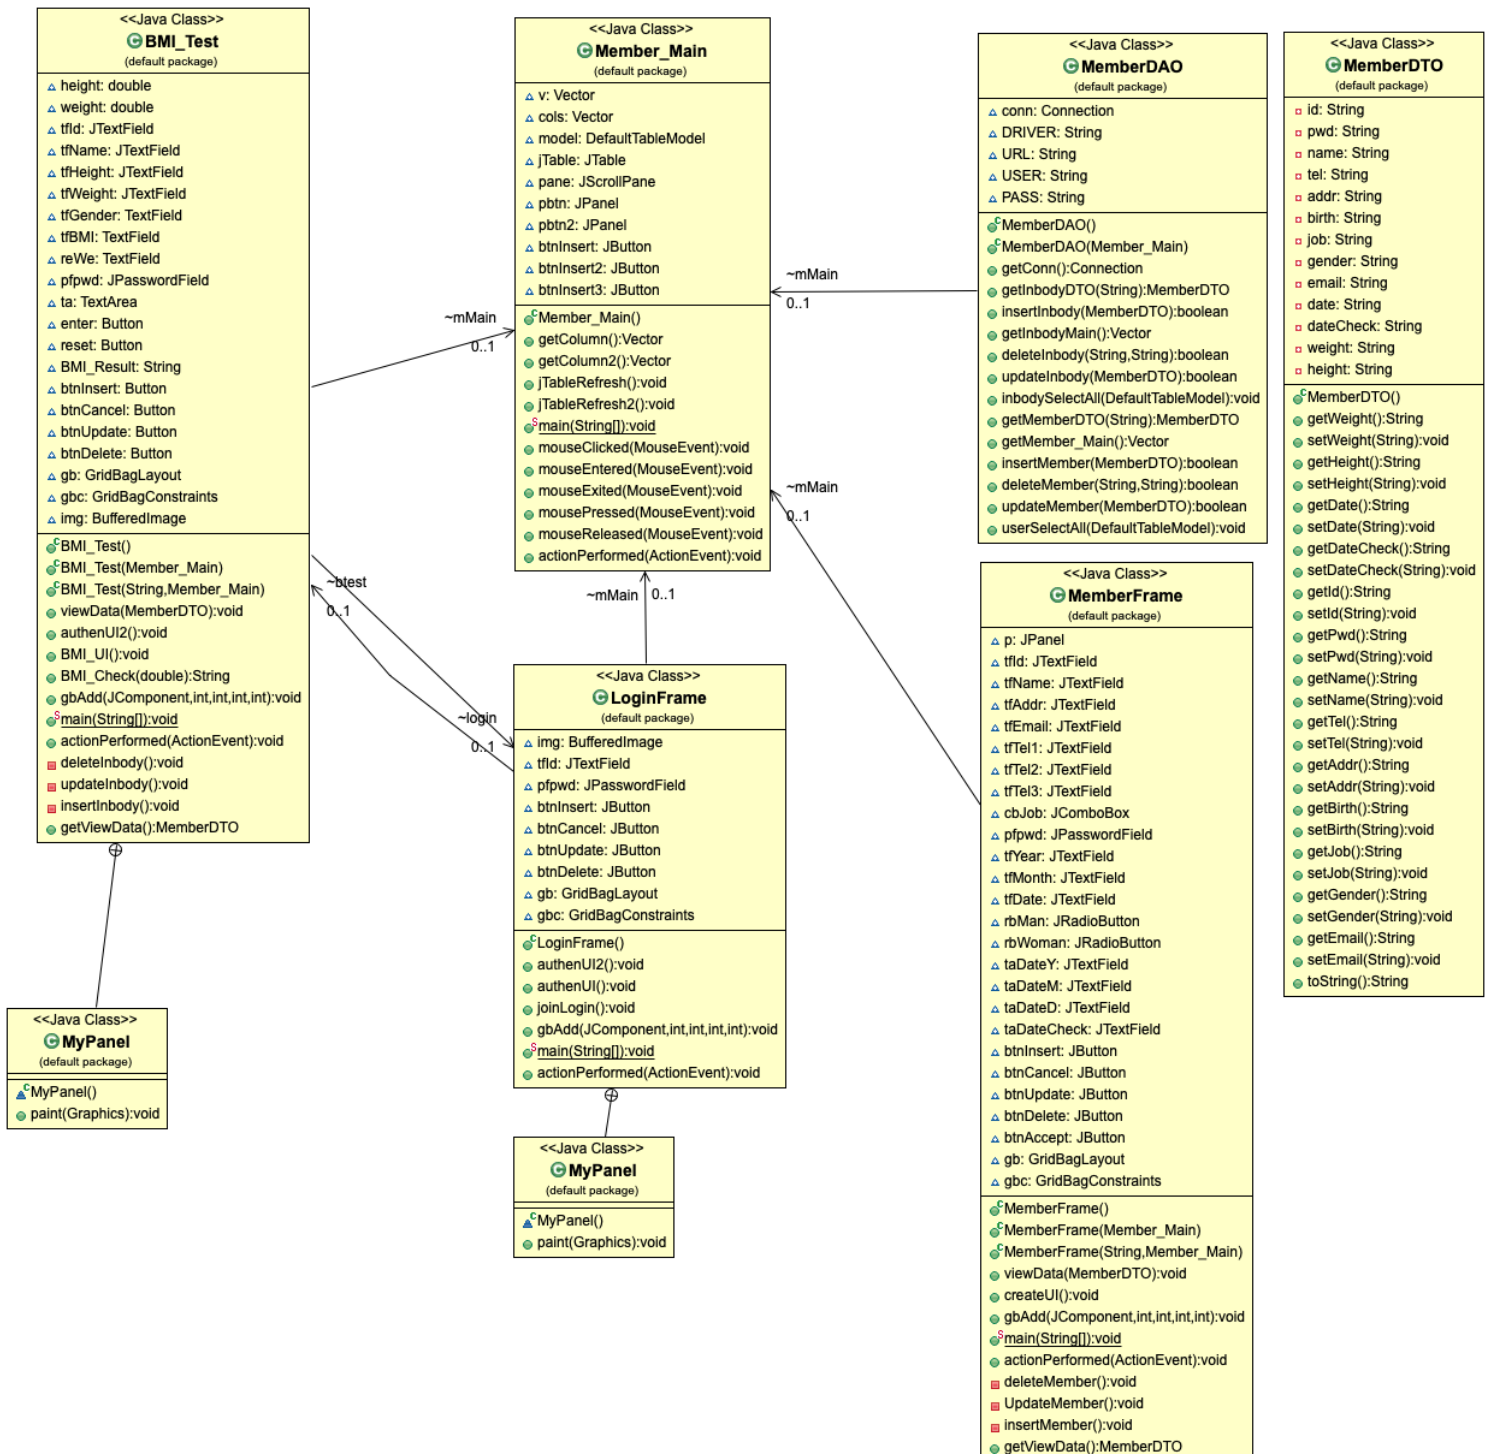 <<Java Class>>
BMI_Test
(default package)
height: double
weight: double
tfId: JTextField
tfName: JTextField
tfHeight: JTextField
tfWeight: JTextField
tfGender: TextField
tfBMI: TextField
reWe: TextField
pfpwd: JPasswordField
ta: TextArea
enter: Button
reset: Button
BMI_Result: String
btnInsert: Button
btnCancel: Button
btnUpdate: Button
btnDelete: Button
gb: GridBagLayout
gbc: GridBagConstraints
img: BufferedImage
BMI_Test()
BMI_Test(Member_Main)
BMI_Test(String,Member_Main)
viewData(MemberDTO):void
authenUI2():void
BMI_UI():void
BMI_Check(double):String
gbAdd(JComponent,int,int,int,int):void
main(String[]):void
actionPerformed(ActionEvent):void
deleteInbody():void
updateInbody():void
insertInbody():void
getViewData():MemberDTO
<<Java Class>>
MyPanel
(default package)
MyPanel()
paint(Graphics):void
~mMain
0..1
~btest
0..1
~login
0..1
<<Java Class>>
Member_Main
(default package)
v: Vector
cols: Vector
model: DefaultTableModel
jTable: JTable
pane: JScrollPane
pbtn: JPanel
pbtn2: JPanel
btnInsert: JButton
btnInsert2: JButton
btnInsert3: JButton
Member_Main()
getColumn():Vector
getColumn2():Vector
jTableRefresh():void
jTableRefresh2():void
main(String[]):void
mouseClicked(MouseEvent):void
mouseEntered(MouseEvent):void
mouseExited(MouseEvent):void
mousePressed(MouseEvent):void
mouseReleased(MouseEvent):void
actionPerformed(ActionEvent):void
~mMain
0..1
<<Java Class>>
LoginFrame
(default package)
img: BufferedImage
tfId: JTextField
pfpwd: JPasswordField
btnInsert: JButton
btnCancel: JButton
btnUpdate: JButton
btnDelete: JButton
gb: GridBagLayout
gbc: GridBagConstraints
LoginFrame()
authenUI2():void
authenUI():void
joinLogin():void
gbAdd(JComponent,int,int,int,int):void
main(String[]):void
actionPerformed(ActionEvent):void
<<Java Class>>
MyPanel
(default package)
MyPanel()
paint(Graphics):void
~mMain
0..1
~mMain
0..1
<<Java Class>>
MemberDAO
(default package)
conn: Connection
DRIVER: String
URL: String
USER: String
PASS: String
MemberDAO()
MemberDAO(Member_Main)
getConn():Connection
getInbodyDTO(String):MemberDTO
insertInbody(MemberDTO):boolean
getInbodyMain():Vector
deleteInbody(String,String):boolean
updateInbody(MemberDTO):boolean
inbodySelectAll(DefaultTableModel):void
getMemberDTO(String):MemberDTO
getMember_Main():Vector
insertMember(MemberDTO):boolean
deleteMember(String,String):boolean
updateMember(MemberDTO):boolean
userSelectAll(DefaultTableModel):void
<<Java Class>>
MemberFrame
(default package)
p: JPanel
tfId: JTextField
tfName: JTextField
tfAddr: JTextField
tfEmail: JTextField
tfTel1: JTextField
tfTel2: JTextField
tfTel3: JTextField
cbJob: JComboBox
pfpwd: JPasswordField
tfYear: JTextField
tfMonth: JTextField
tfDate: JTextField
rbMan: JRadioButton
rbWoman: JRadioButton
taDateY: JTextField
taDateM: JTextField
taDateD: JTextField
taDateCheck: JTextField
btnInsert: JButton
btnCancel: JButton
btnUpdate: JButton
btnDelete: JButton
btnAccept: JButton
gb: GridBagLayout
gbc: GridBagConstraints
MemberFrame()
MemberFrame(Member_Main)
MemberFrame(String,Member_Main)
viewData(MemberDTO):void
createUI():void
gbAdd(JComponent,int,int,int,int):void
main(String[]):void
actionPerformed(ActionEvent):void
deleteMember():void
UpdateMember():void
insertMember():void
getViewData():MemberDTO
<<Java Class>>
MemberDTO
(default package)
id: String
pwd: String
name: String
tel: String
addr: String
birth: String
job: String
gender: String
email: String
date: String
dateCheck: String
weight: String
height: String
MemberDTO()
getWeight():String
setWeight(String):void
getHeight():String
setHeight(String):void
getDate():String
setDate(String):void
getDateCheck():String
setDateCheck(String):void
getId():String
setId(String):void
getPwd():String
setPwd(String):void
getName():String
setName(String):void
getTel():String
setTel(String):void
getAddr():String
setAddr(String):void
getBirth():String
setBirth(String):void
getJob():String
setJob(String):void
getGender():String
setGender(String):void
getEmail():String
setEmail(String):void
toString():String